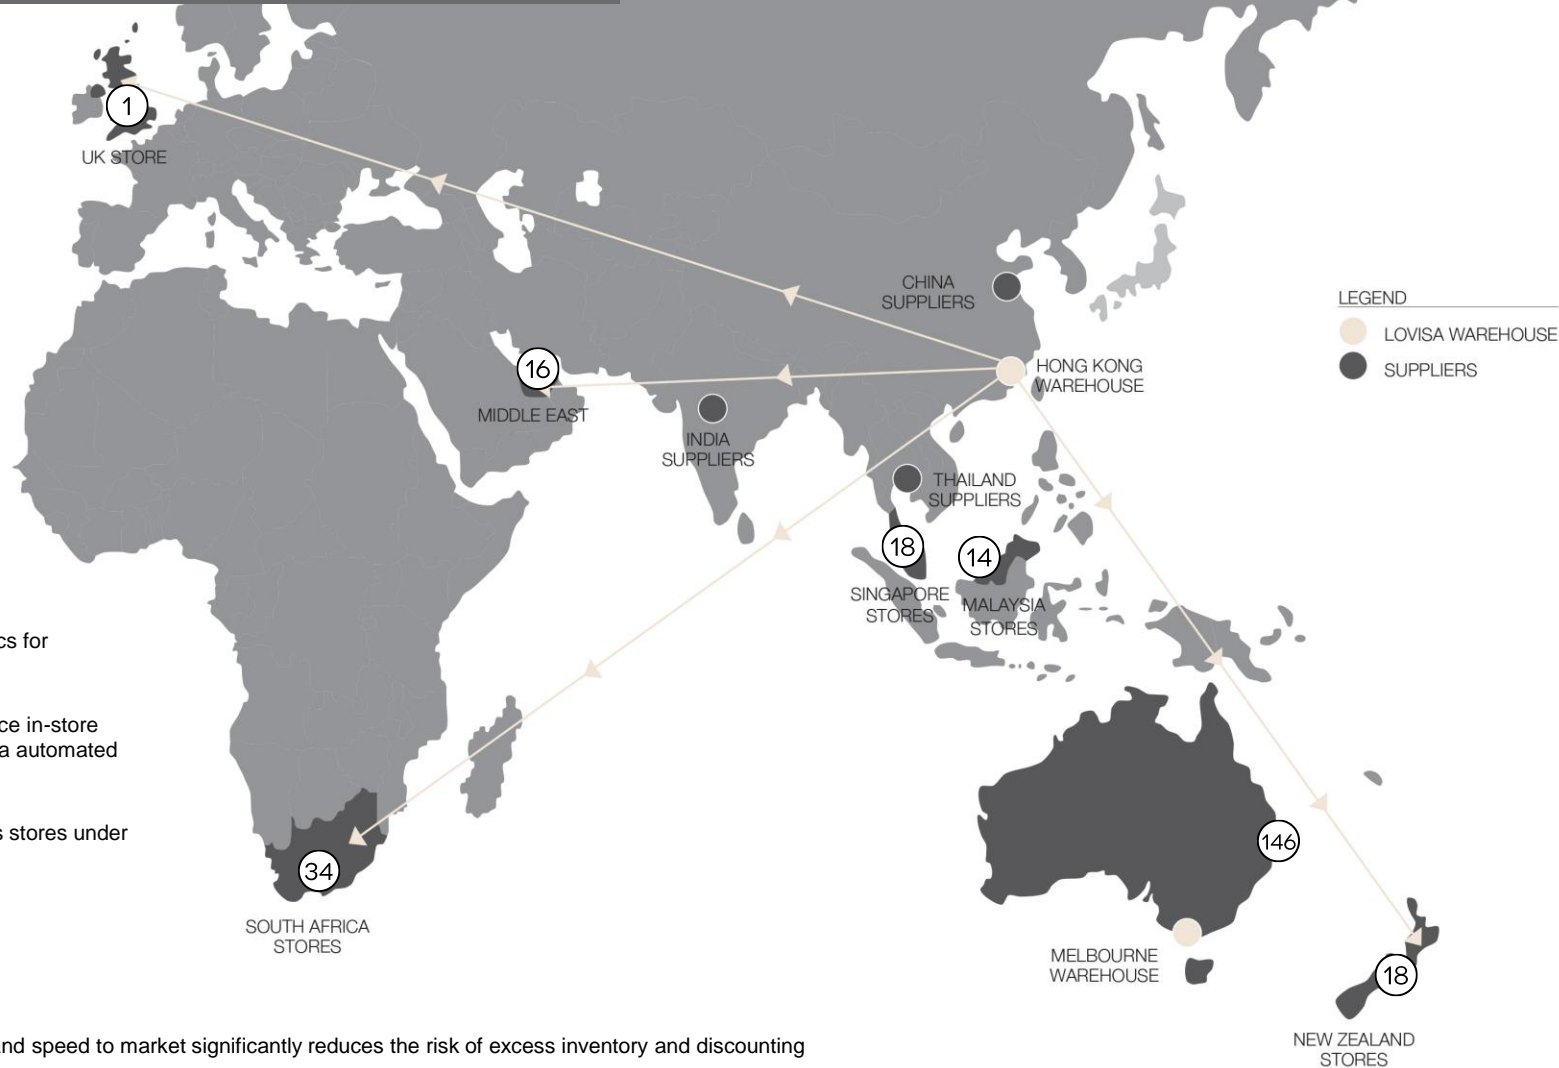 1
UK STORE
CHINA
SUPPLIERS
LEGEND
LOVISA WAREHOUSE
SUPPLIERS
HONG KONG
WAREHOUSE
16
MIDDLE EAST
INDIA
SUPPLIERS
THAILAND
SUPPLIERS
18
14
SINGAPORE
STORES
MALAYSIA
STORES
cs for
ce in-store
a automated
s stores under
146
34
SOUTH AFRICA
STORES
MELBOURNE
WAREHOUSE
18
NEW ZEALAND
STORES
and speed to market significantly reduces the risk of excess inventory and discounting